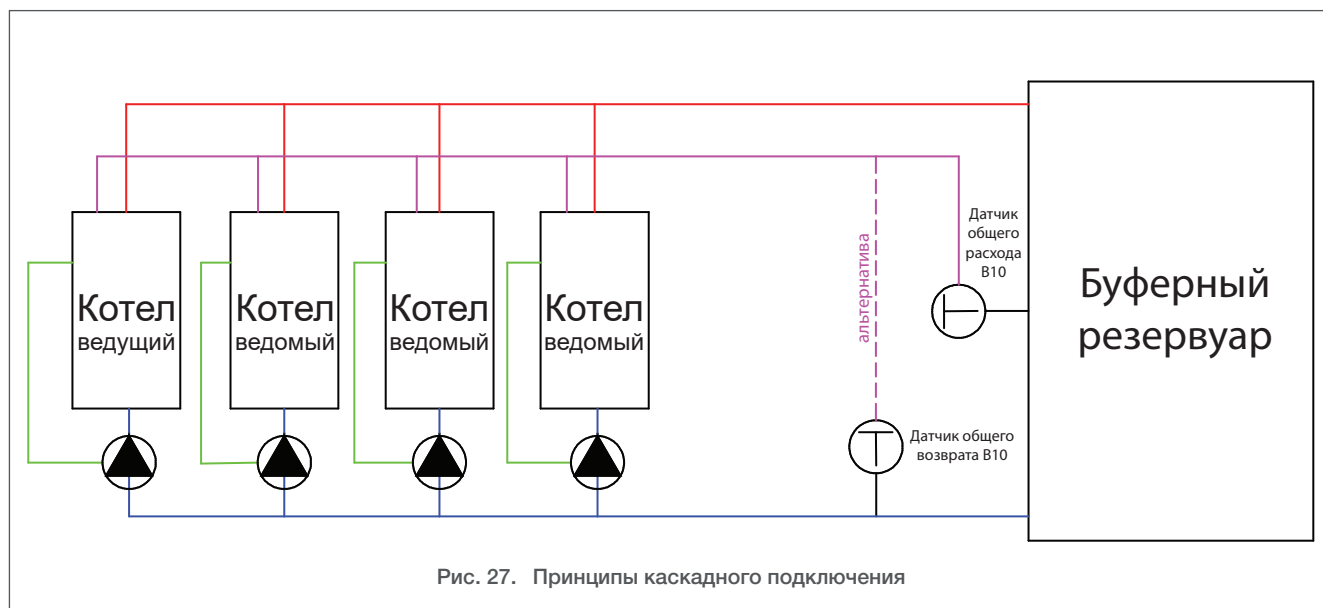 Котел
ведущий
Котел
ведомый
Котел
ведомый
Котел
ведомый
альтернатива
Датчик
общего
расхода
B10
Датчик общего
возврата B10
Буферный
резервуар
Рис. 27. Принципы каскадного подключения